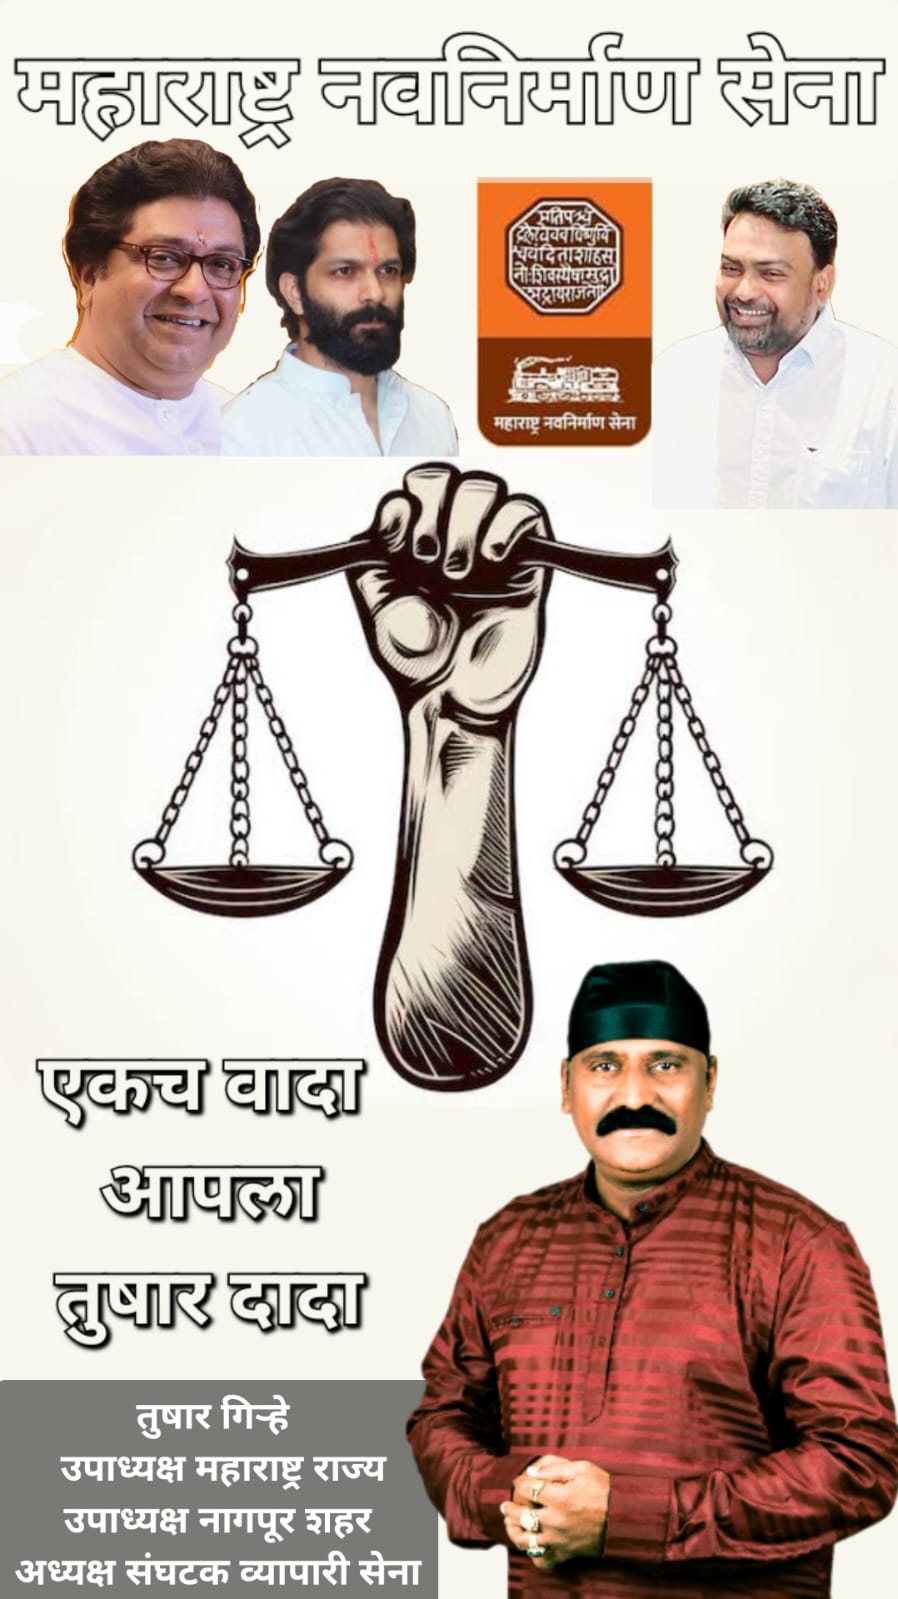 महाराष्ट्र नवनिर्माण सेना
महाराष्ट्र नवनिर्माण सेना
एकच वादा
आपला
तुषार दादा
तुषार गिऱ्हे
उपाध्यक्ष महाराष्ट्र राज्य
उपाध्यक्ष नागपूर शहर
अध्यक्ष संघटक व्यापारी सेना